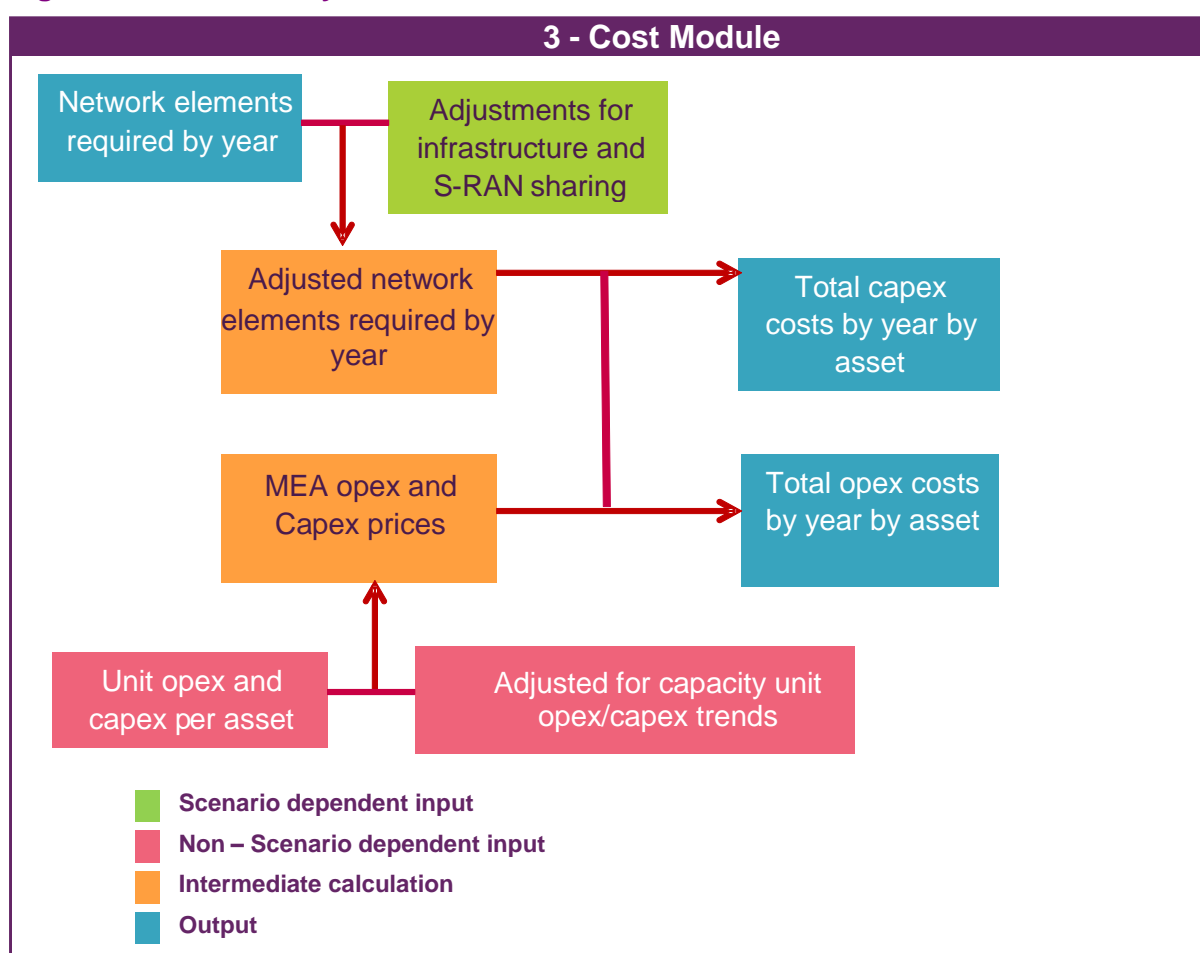 3 - Cost Module
Network elements
required by year
Adjustments for
infrastructure and
S-RAN sharing
Adjusted network
elements required by
year
Total capex
costs by year by
asset
MEA opex and
Capex prices
Total opex costs
by year by asset
Unit opex and
capex per asset
Adjusted for capacity unit
opex/capex trends
Scenario dependent input
Non – Scenario dependent input
Intermediate calculation
Output